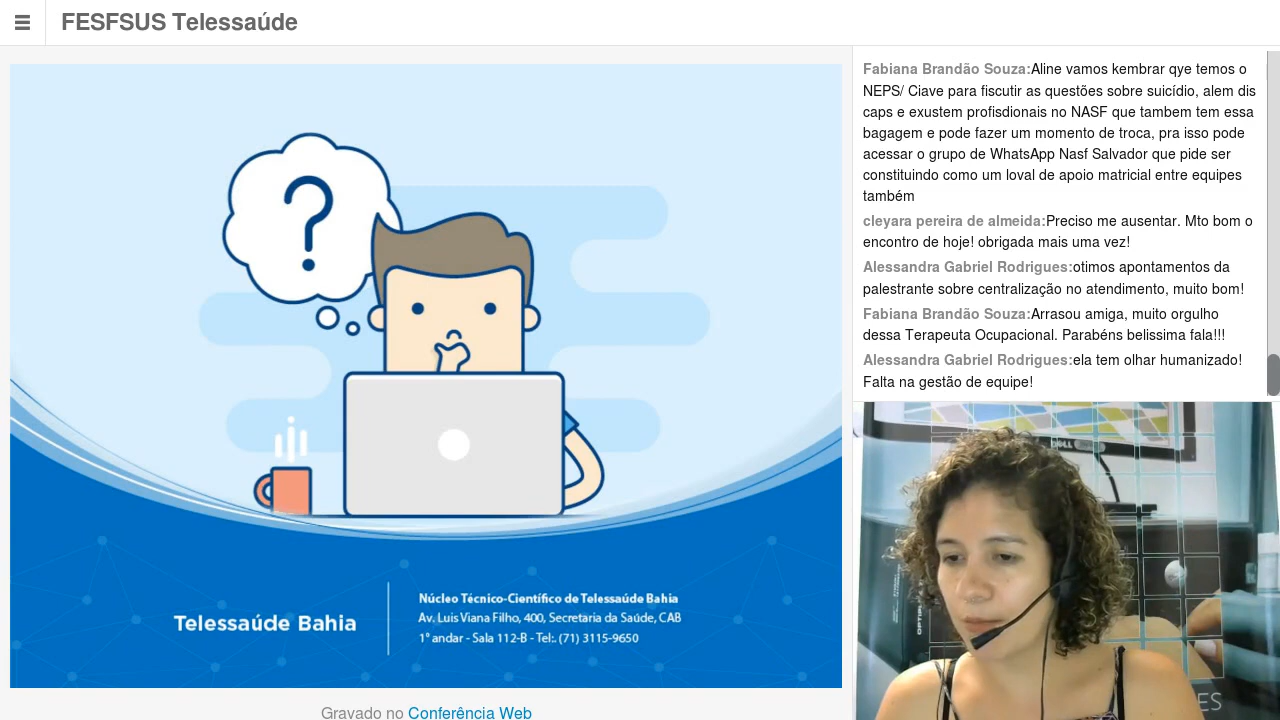 FESFSUS Telessaúde
?
Telessaúde Bahia
Núcleo Técnico-Científico de Telessaúde Bahia
Av. Luis Viana Filho, 400, Secretaria da Saúde, CAB
1° andar - Sala 112-B - Tel:. (71) 3115-9650
Gravado no Conferência Web
Fabiana Brandão Souza:Aline vamos kembrar qye temos o
NEPS/ Ciave para fiscutir as questões sobre suicídio, alem dis
caps e exustem profisdionais no NASF que tambem tem essa
bagagem e pode fazer um momento de troca, pra isso pode
acessar o grupo de WhatsApp Nasf Salvador que pide ser
constituindo como um loval de apoio matricial entre equipes
também
cleyara pereira de almeida:Preciso me ausentar. Mto bom o
encontro de hoje! obrigada mais uma vez!
Alessandra Gabriel Rodrigues:otimos apontamentos da
palestrante sobre centralização no atendimento, muito bom!
Fabiana Brandão Souza:Arrasou amiga, muito orgulho
dessa Terapeuta Ocupacional. Parabéns belissima fala!!!
Alessandra Gabriel Rodrigues:ela tem olhar humanizado!
Falta na gestão de equipe!
DELL